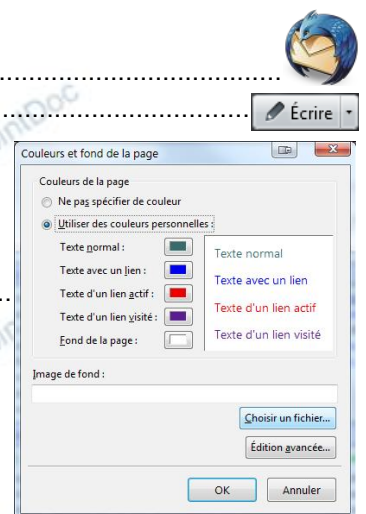 Écrire
Couleurs et fond de la page
Couleurs de la page
Ne pas spécifier de couleur
Utiliser des couleurs personnelles :
Texte normal :
Texte avec un lien :
Texte d'un lien actif :
Texte d'un lien visité :
Fond de la page :
Texte normal
Texte avec un lien
Texte d'un lien actif
Texte d'un lien visité
Image de fond :
Choisir un fichier...
Édition avancée...
OK Annuler